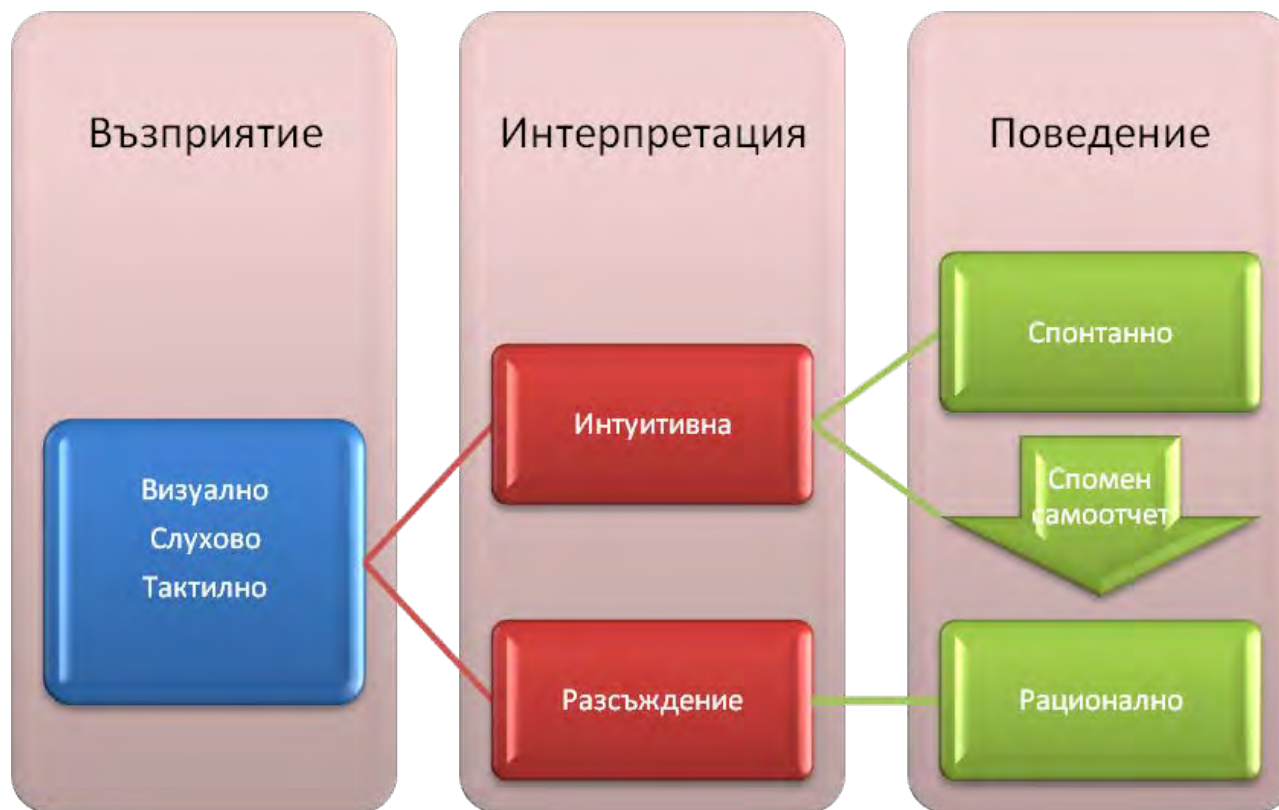 Възприятие
Визуално
Слухово
Тактилно
Интерпретация
Интуитивна
Разсъждение
Поведение
Спонтанно
Спомен
самоотчет
Рационално